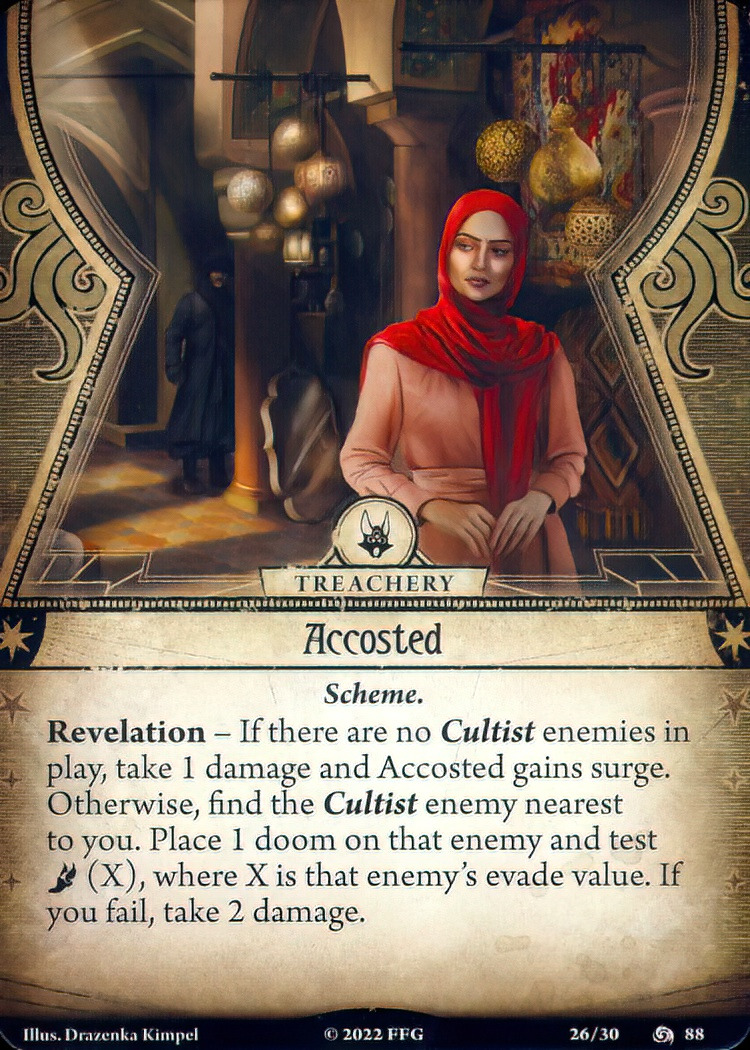 TREACHERY
Accosted
Scheme.
Revelation – If there are no Cultist enemies in
play, take 1 damage and Accosted gains surge.
Otherwise, find the Cultist enemy nearest
to you. Place 1 doom on that enemy and test
(X), where X is that enemy's evade value. If
you fail, take 2 damage.
Illus. Drazenka Kimpel © 2022 FFG 26/30 88